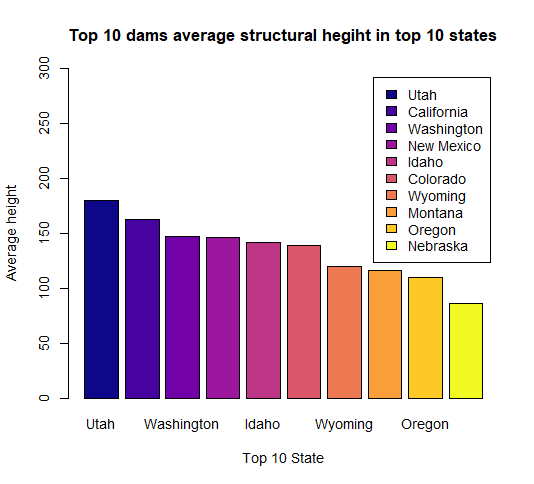 Top 10 dams average structural hegiht in top 10 states
300
250
200
150
100
50
0
Average height
Utah
California
Washington
New Mexico
Idaho
Colorado
Wyoming
Montana
Oregon
Nebraska
Utah Washington Idaho Wyoming Oregon
Top 10 State